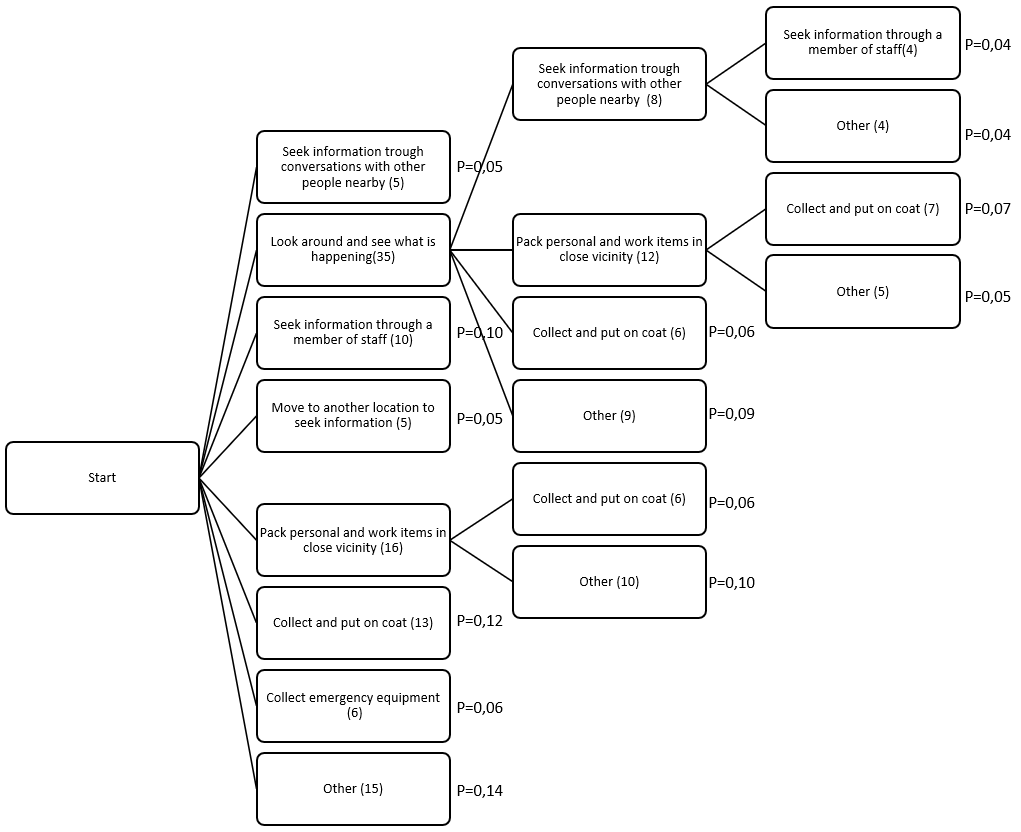 Start
Seek information trough
conversations with other
people nearby (5)
P=0,05
Look around and see what is
happening(35)
Seek information through a
member of staff (10)
P=0,10
Move to another location to
seek information (5)
P=0,05
Pack personal and work items in
close vicinity (16)
Collect and put on coat (13)
P=0,12
Collect emergency equipment
(6)
P=0,06
Other (15)
P=0,14
Seek information trough
conversations with other
people nearby  (8)
Pack personal and work items in
close vicinity (12)
Collect and put on coat (6)
P=0,06
Other (9)
P=0,09
Collect and put on coat (6)
P=0,06
Other (10)
P=0,10
Seek information through a
member of staff(4)
P=0,04
Other (4)
P=0,04
Collect and put on coat (7)
P=0,07
Other (5)
P=0,05